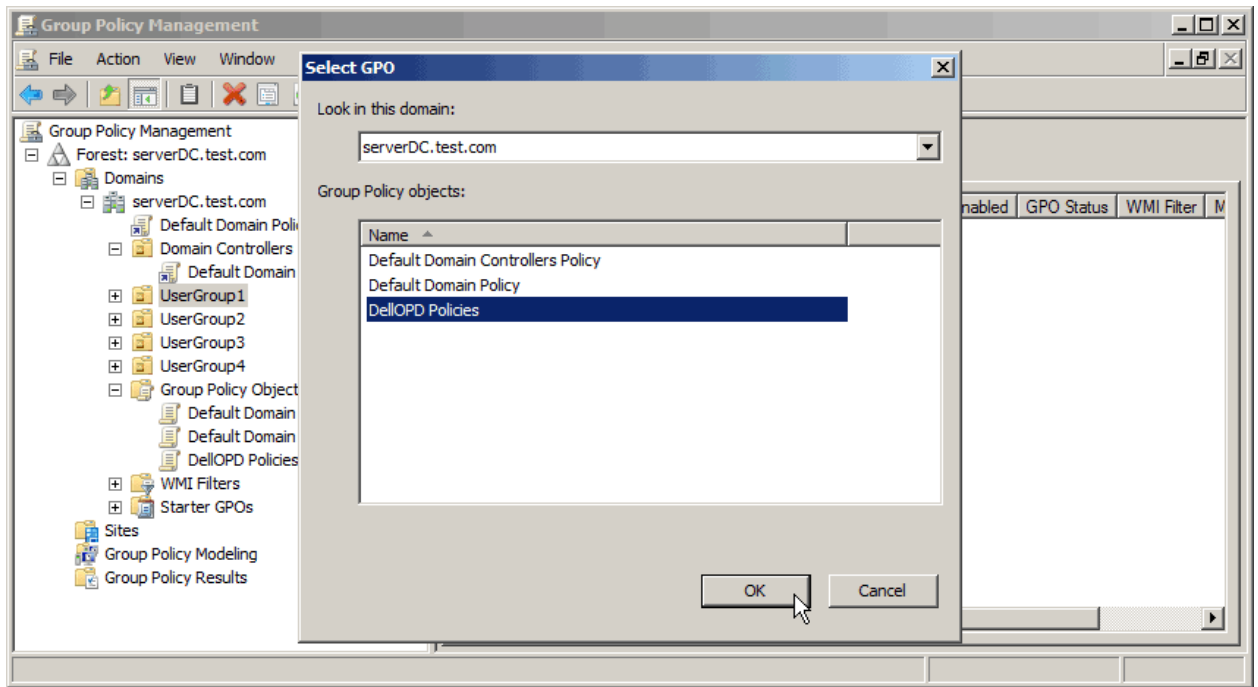 Group Policy Management
File Action View Window
Select GPO
Look in this domain:
serverDC.test.com
Group Policy objects:
Name
Default Domain Controllers Policy
Default Domain Policy
DellOPD Policies
OK Cancel
Group Policy Management
Forest: serverDC.test.com
Domains
serverDC.test.com
Default Domain Poli
Domain Controllers
Default Domain
UserGroup1
UserGroup2
UserGroup3
UserGroup4
Group Policy Object
Default Domain
Default Domain
DellOPD Policies
WMI Filters
Starter GPOs
Sites
Group Policy Modeling
Group Policy Results
nabled GPO Status WMI Filter M